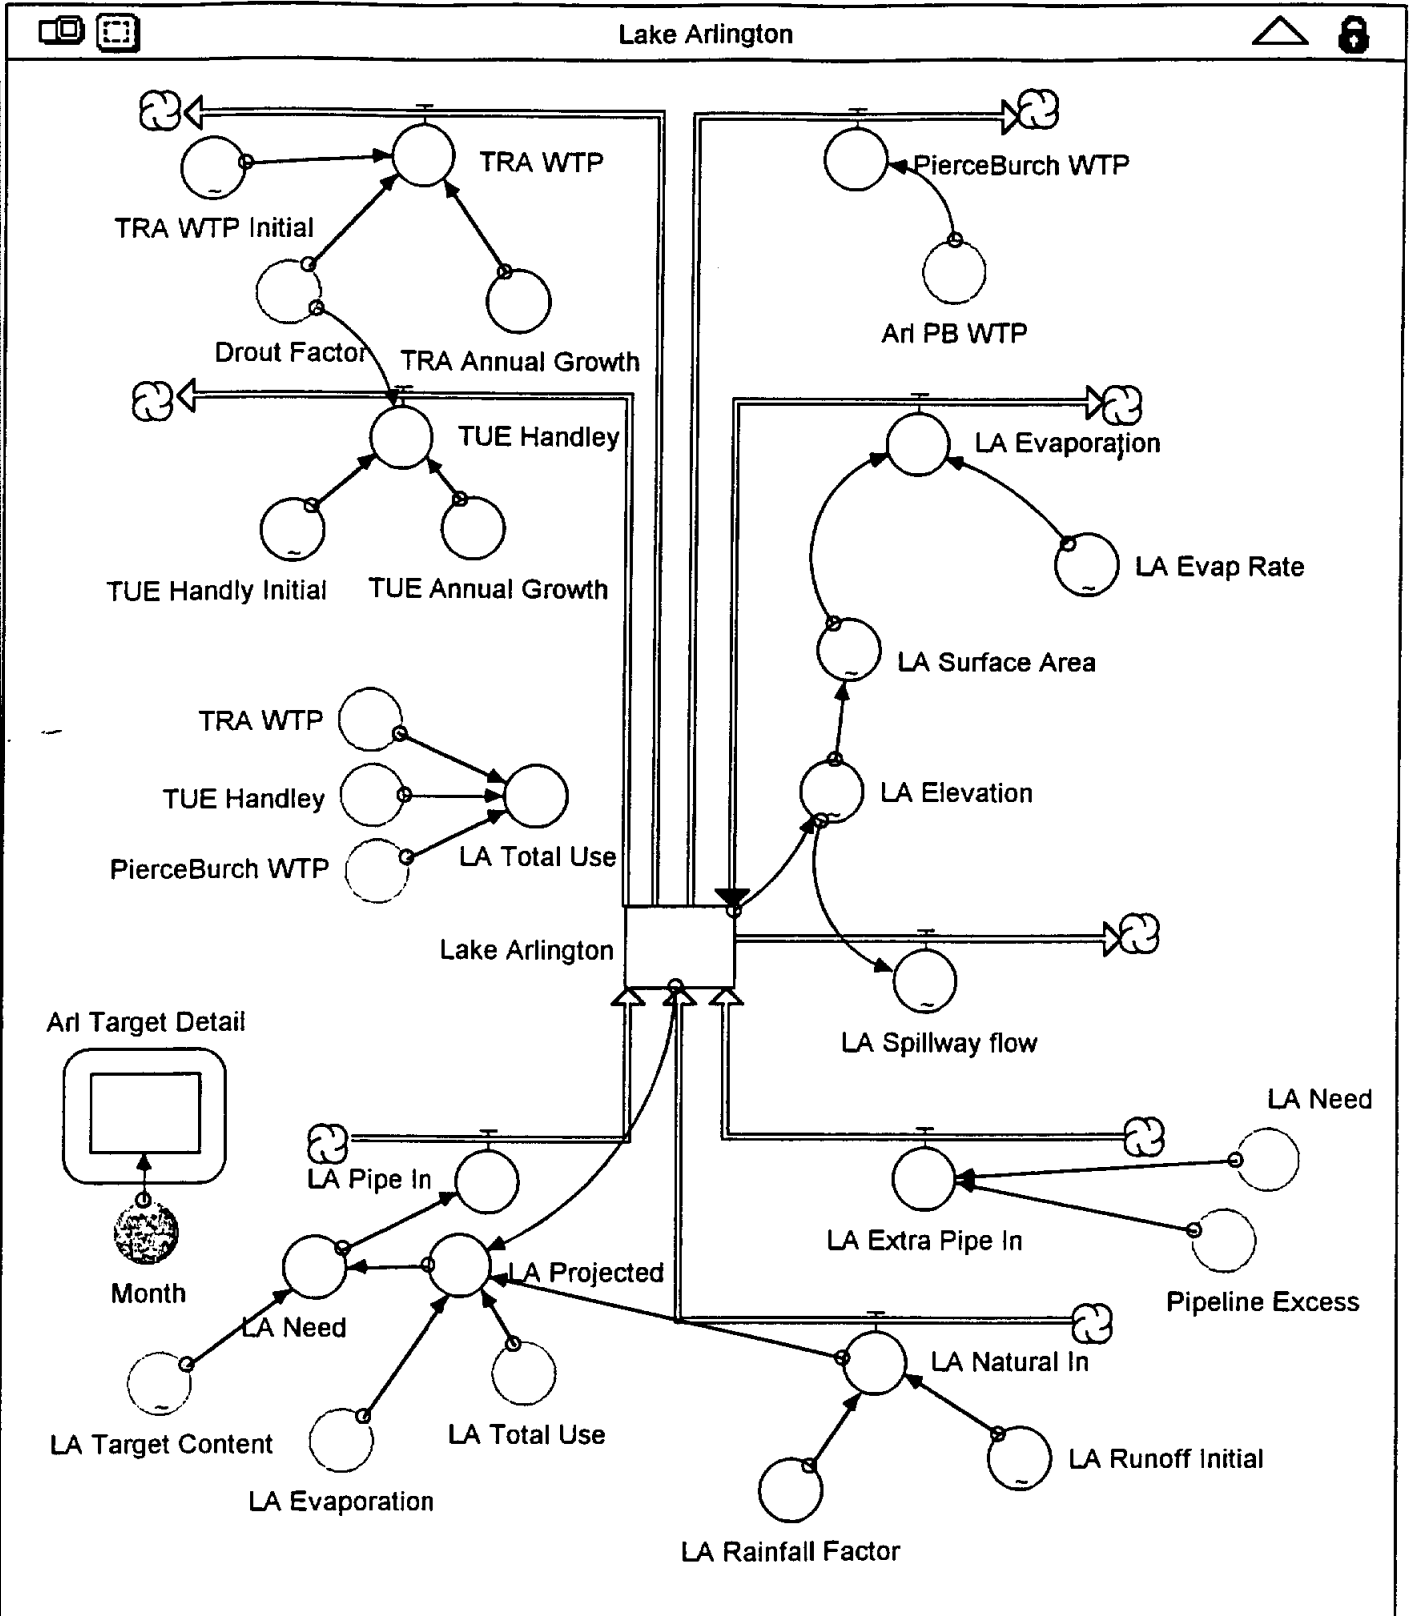 Lake Arlington
TRA WTP
PierceBurch WTP
TRA WTP Initial
Arl PB WTP
Drout Factor
TRA Annual Growth
TUE Handley
LA Evaporation
LA Evap Rate
TUE Handly Initial
TUE Annual Growth
LA Surface Area
TRA WTP
TUE Handley
LA Elevation
PierceBurch WTP
LA Total Use
Lake Arlington
Arl Target Detail
LA Spillway flow
LA Need
LA Pipe In
LA Extra Pipe In
Month
LA Projected
Pipeline Excess
LA Need
LA Natural In
LA Target Content
LA Total Use
LA Runoff Initial
LA Evaporation
LA Rainfall Factor